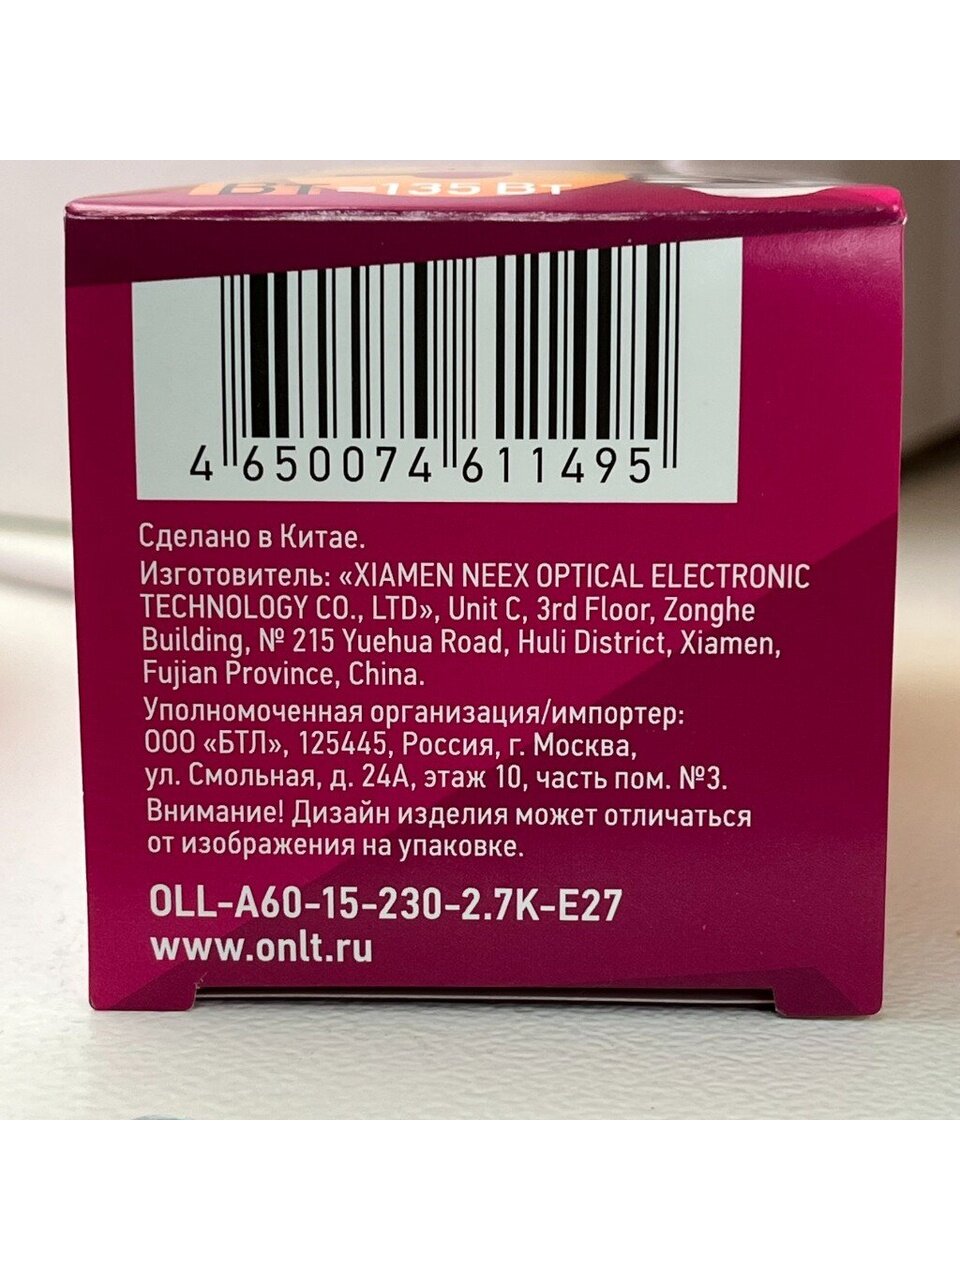 Вт = 135 Вт
4 650074 611495
Сделано в Китае.
Изготовитель: «XIAMEN NEEX OPTICAL ELECTRONIC
TECHNOLOGY CO., LTD», Unit C, 3rd Floor, Zonghe
Building, № 215 Yuehua Road, Huli District, Xiamen,
Fujian Province, China.
Уполномоченная организация/импортер:
ООО «БТЛ», 125445, Россия, г. Москва,
ул. Смольная, д. 24А, этаж 10, часть пом. №3.
Внимание! Дизайн изделия может отличаться
от изображения на упаковке.
OLL-A60-15-230-2.7K-E27
www.onlt.ru